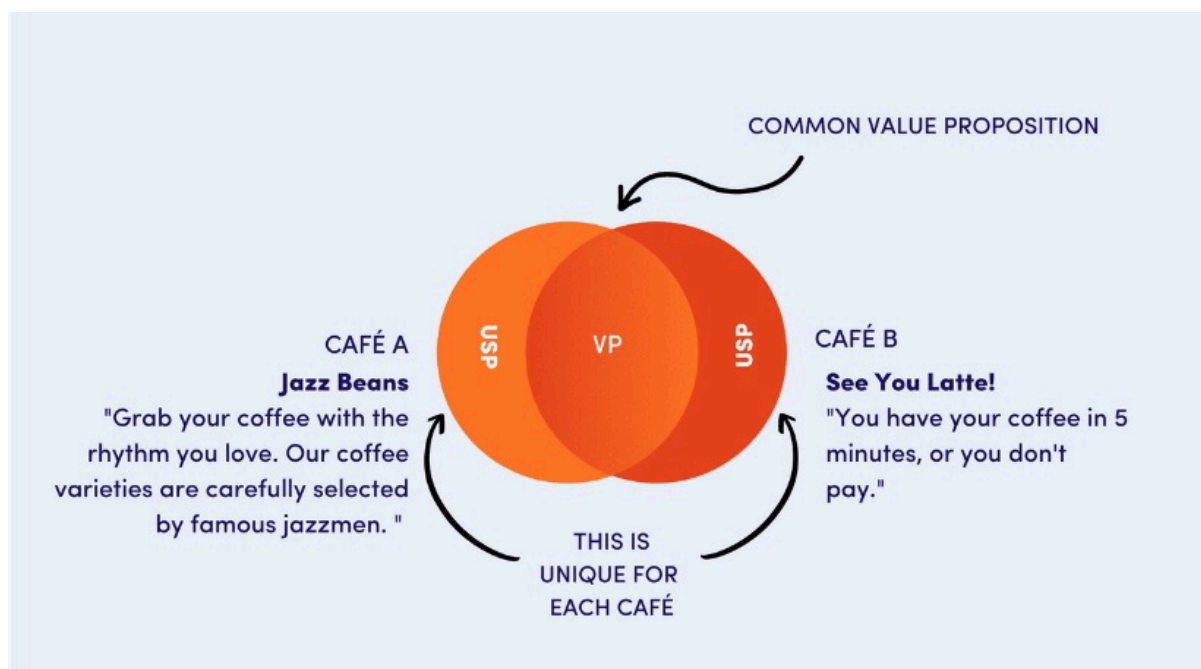 COMMON VALUE PROPOSITION
USP
VP
USP
CAFÉ A
Jazz Beans
"Grab your coffee with the
rhythm you love. Our coffee
varieties are carefully selected
by famous jazzmen. "
CAFÉ B
See You Latte!
"You have your coffee in 5
minutes, or you don't
pay."
THIS IS
UNIQUE FOR
EACH CAFÉ